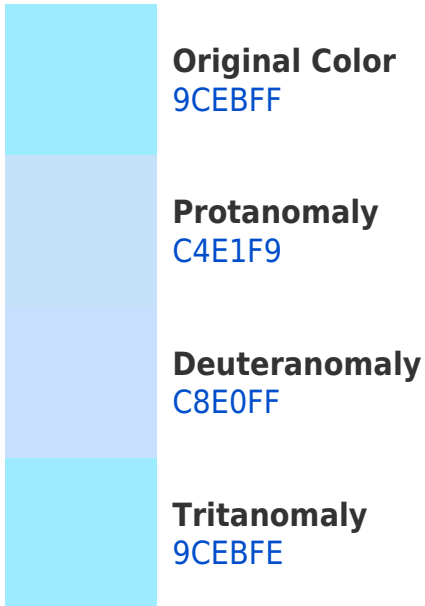 Original Color
9CEBFF
Protanomaly
C4E1F9
Deuteranomaly
C8E0FF
Tritanomaly
9CEBFE